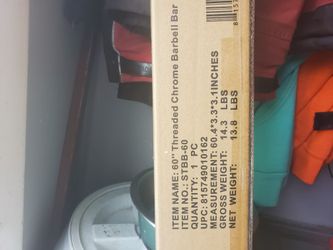 ITEM NAME: 60" Threaded Chrome Barbell Bar
ITEM NO.: STBB-60
QUANTITY: 1 PC
UPC: 815749010162
MEASUREMENT: 60.4*3.3*3.1INCHES
GROSS WEIGHT: 14.3 LBS
NET WEIGHT: 13.8 LBS